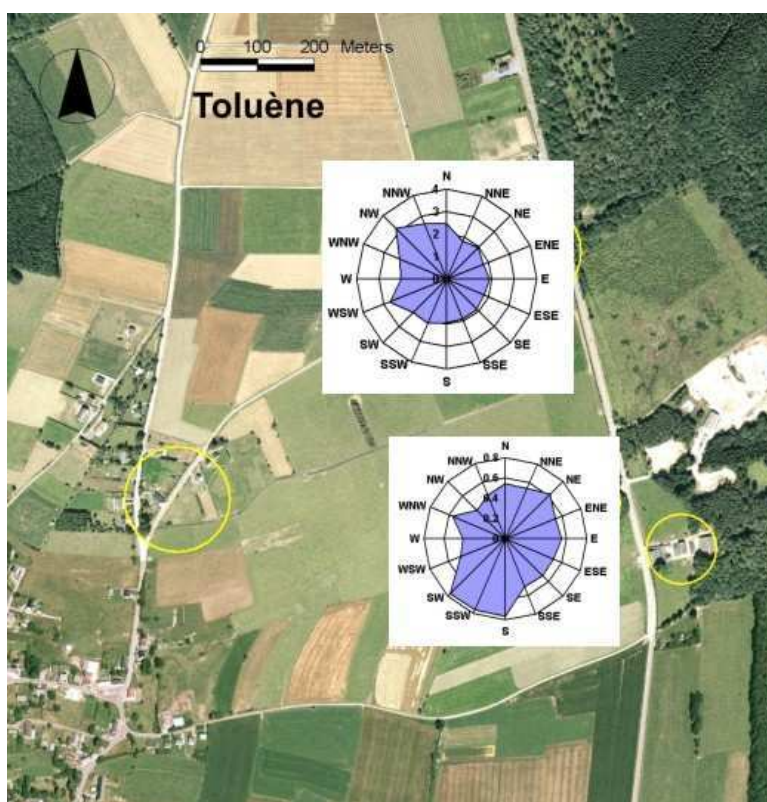 0 100 200 Meters
Toluène
N
NNW 4 NNE
NW 3 NE
2
WNW ENE
1
W 0 E
WSW ESE
SW SE
SSW SSE
S
N
NNW 0.8 NNE
0.6
NW NE
0.4
WNW ENE
0.2
W 0 E
WSW ESE
SW SE
SSW SSE
S